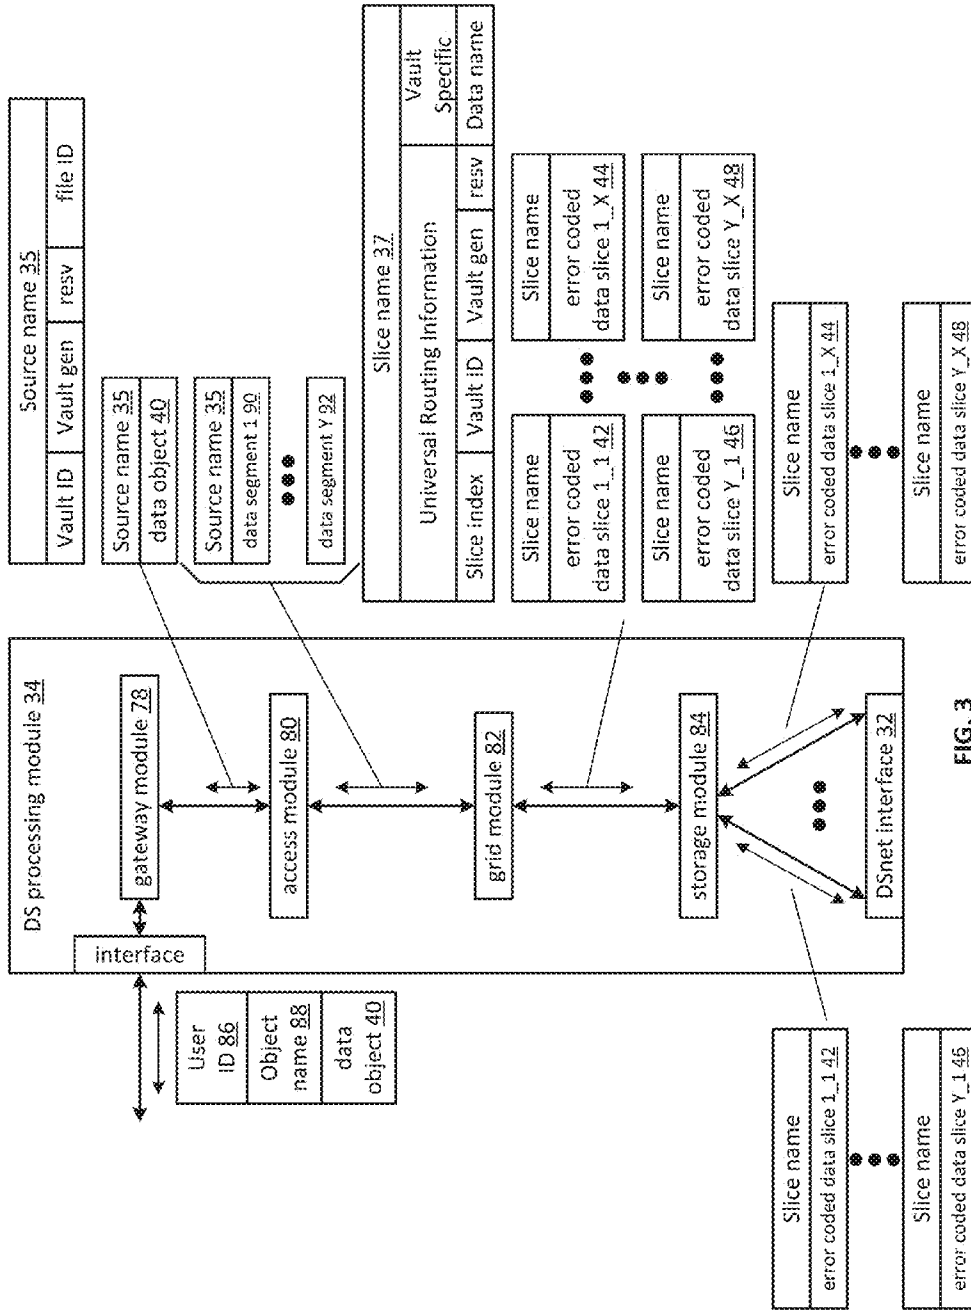 Source name 35
Vault ID
Vault gen
resv
file ID
DS processing module 34
interface
gateway module 78
Source name 35
data object 40
User
ID 86
Object
name 88
data
object 40
access module 80
Source name 35
data segment 1 90
data segment Y 92
grid module 82
Slice name 37
Universal Routing Information
Vault
Specific
Slice index
Vault ID
Vault gen
resv
Data name
Slice name
error coded
data slice 1_1 42
Slice name
error coded
data slice 1_X 44
Slice name
error coded
data slice Y_1 46
Slice name
error coded
data slice Y_X 48
storage module 84
DSnet interface 32
Slice name
error coded data slice 1_1 42
Slice name
error coded data slice Y_1 46
Slice name
error coded data slice 1_X 44
Slice name
error coded data slice Y_X 48
FIG. 3